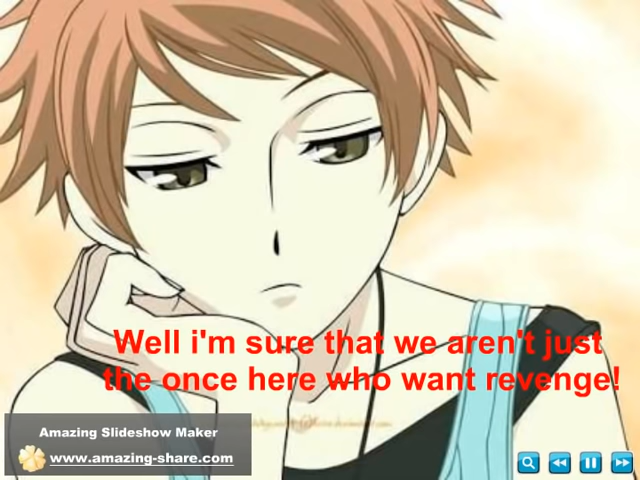 Well i'm sure that we aren't just
the once here who want revenge!
Amazing Slideshow Maker
www.amazing-share.com